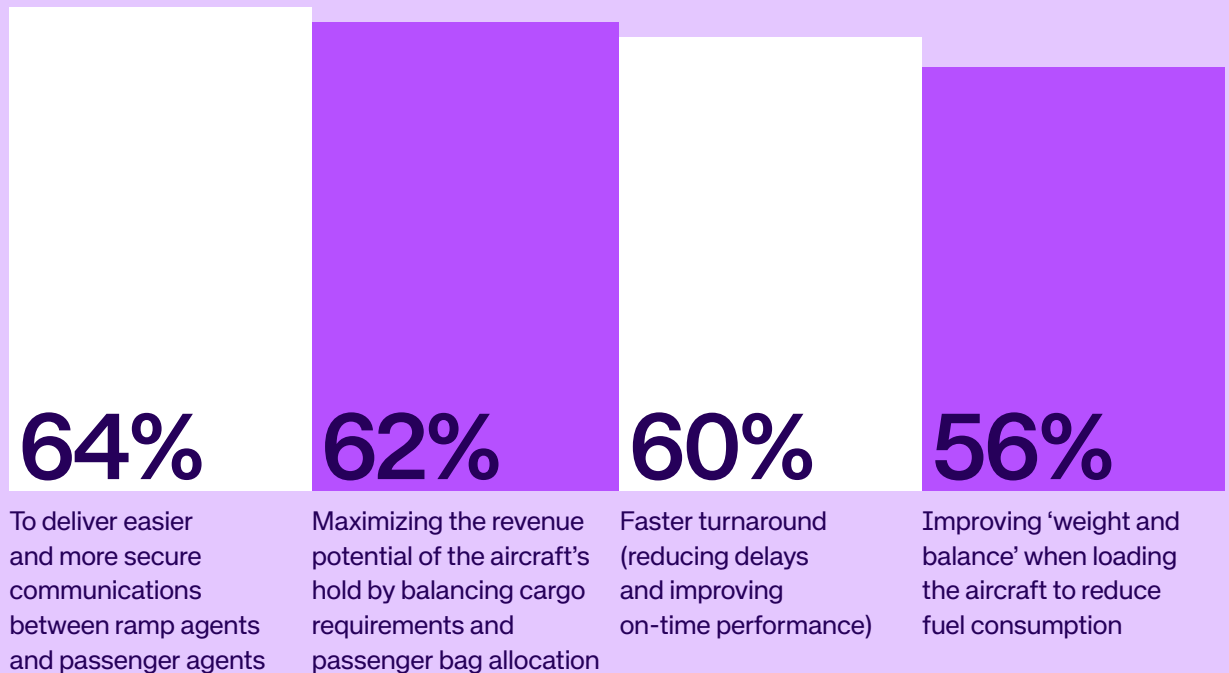 64%
To deliver easier
and more secure
communications
between ramp agents
and passenger agents
62%
Maximizing the revenue
potential of the aircraft’s
hold by balancing cargo
requirements and
passenger bag allocation
60%
Faster turnaround
(reducing delays
and improving
on-time performance)
56%
Improving ‘weight and
balance’ when loading
the aircraft to reduce
fuel consumption